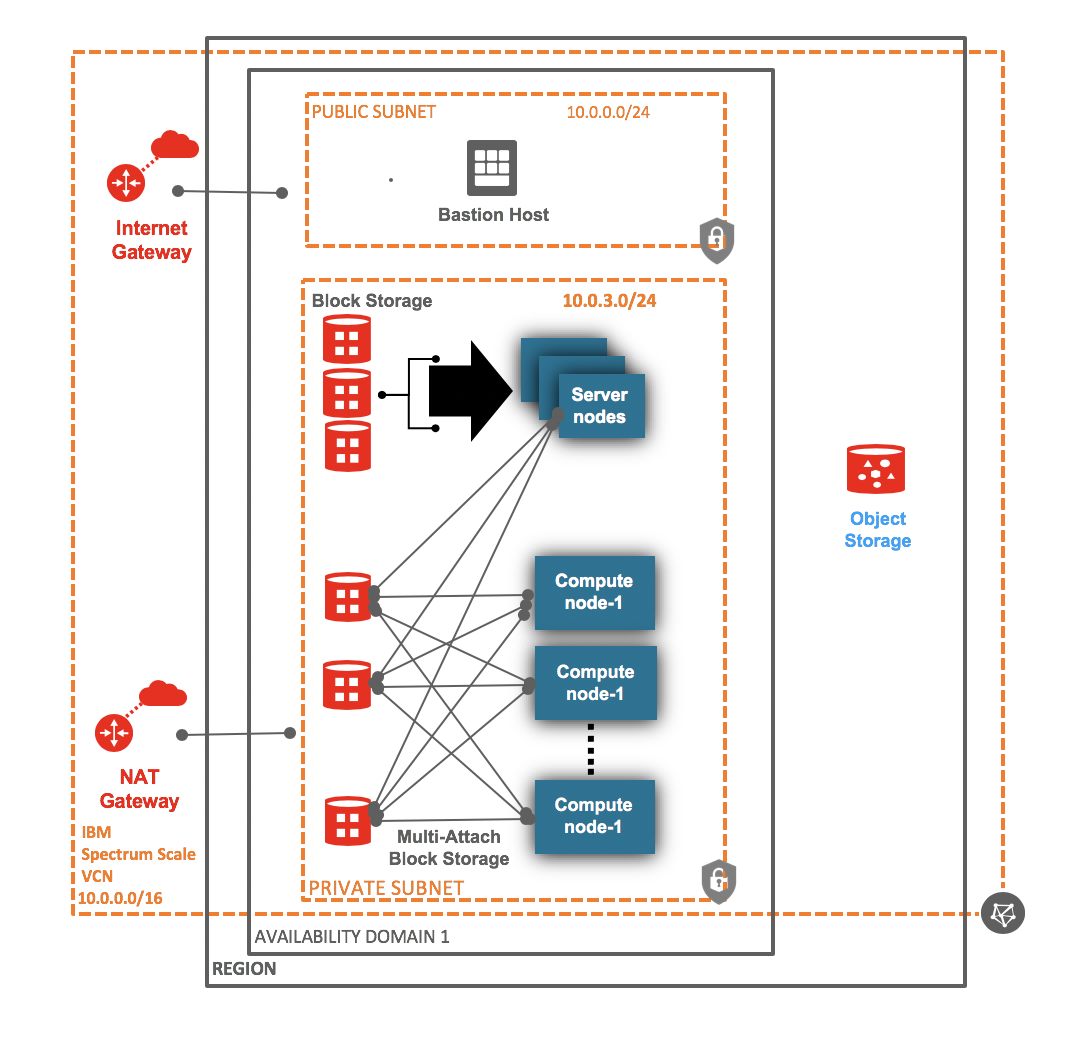 PUBLIC SUBNET
10.0.0.0/24
Bastion Host
Internet
Gateway
Block Storage
10.0.3.0/24
Server
nodes
Object
Storage
Compute
node-1
Compute
node-1
Compute
node-1
NAT
Gateway
Multi-Attach
Block Storage
IBM
Spectrum Scale
VCN
10.0.0.0/16
PRIVATE SUBNET
AVAILABILITY DOMAIN 1
REGION